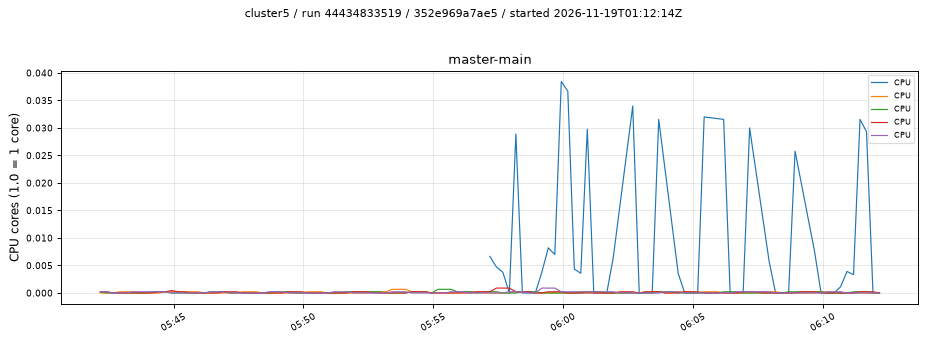 cluster5 / run 44434833519 / 352e969a7ae5 / started 2026-11-19T01:12:14Z
master-main
CPU cores (1.0 = 1 core)
0.040
0.035
0.030
0.025
0.020
0.015
0.010
0.005
0.000
CPU
CPU
CPU
CPU
CPU
05:45
05:50
05:55
06:00
06:05
06:10